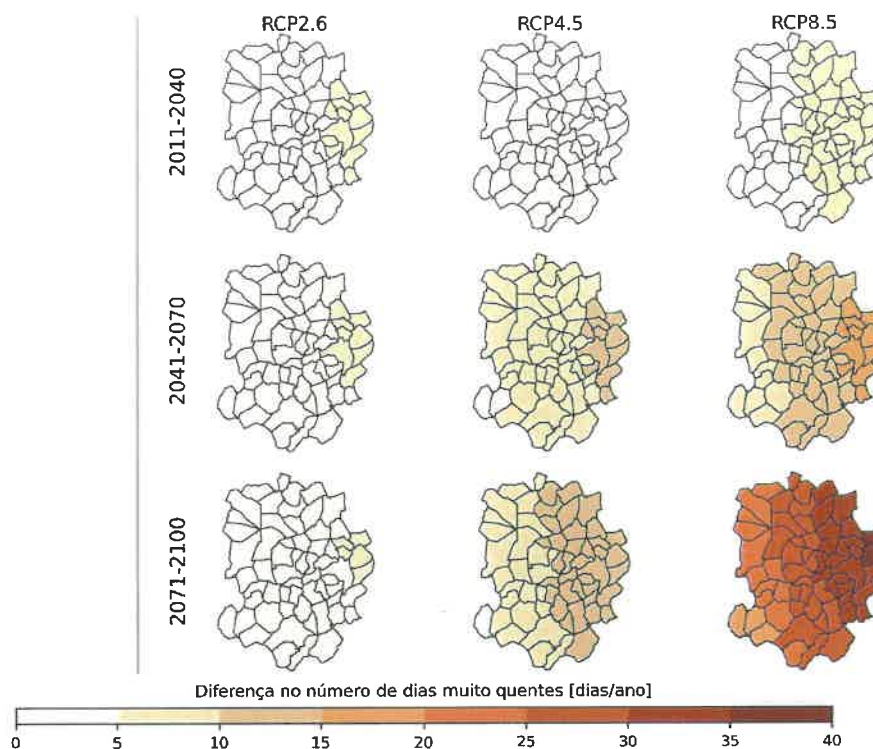 RCP2.6 RCP4.5 RCP8.5
2011-2040
2041-2070
2071-2100
Diferença no número de dias muito quentes [dias/ano]
0 5 10 15 20 25 30 35 40